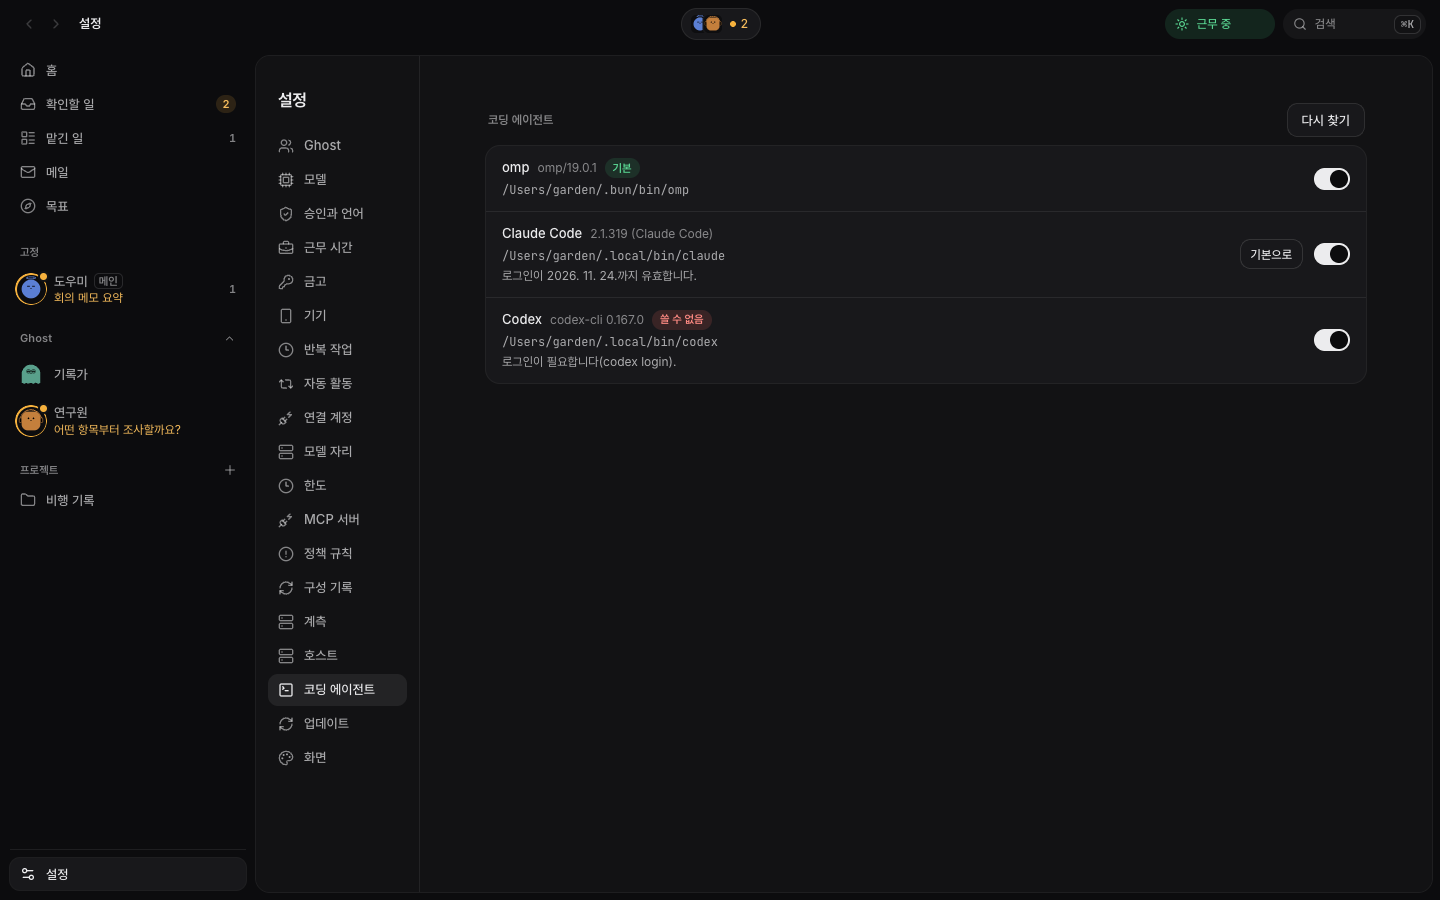 설정
2
근무 중
검색
⌘K
홈
확인할 일
2
맡긴 일
1
메일
목표
고정
도우미
메인
회의 메모 요약
1
Ghost
기록가
연구원
어떤 항목부터 조사할까요?
프로젝트
비행 기록
설정
설정
Ghost
모델
승인과 언어
근무 시간
금고
기기
반복 작업
자동 활동
연결 계정
모델 자리
한도
MCP 서버
정책 규칙
구성 기록
계측
호스트
코딩 에이전트
업데이트
화면
코딩 에이전트
다시 찾기
omp omp/19.0.1 기본
/Users/garden/.bun/bin/omp
Claude Code 2.1.319 (Claude Code)
/Users/garden/.local/bin/claude
로그인이 2026. 11. 24.까지 유효합니다.
기본으로
Codex codex-cli 0.167.0 쓸 수 없음
/Users/garden/.local/bin/codex
로그인이 필요합니다(codex login).